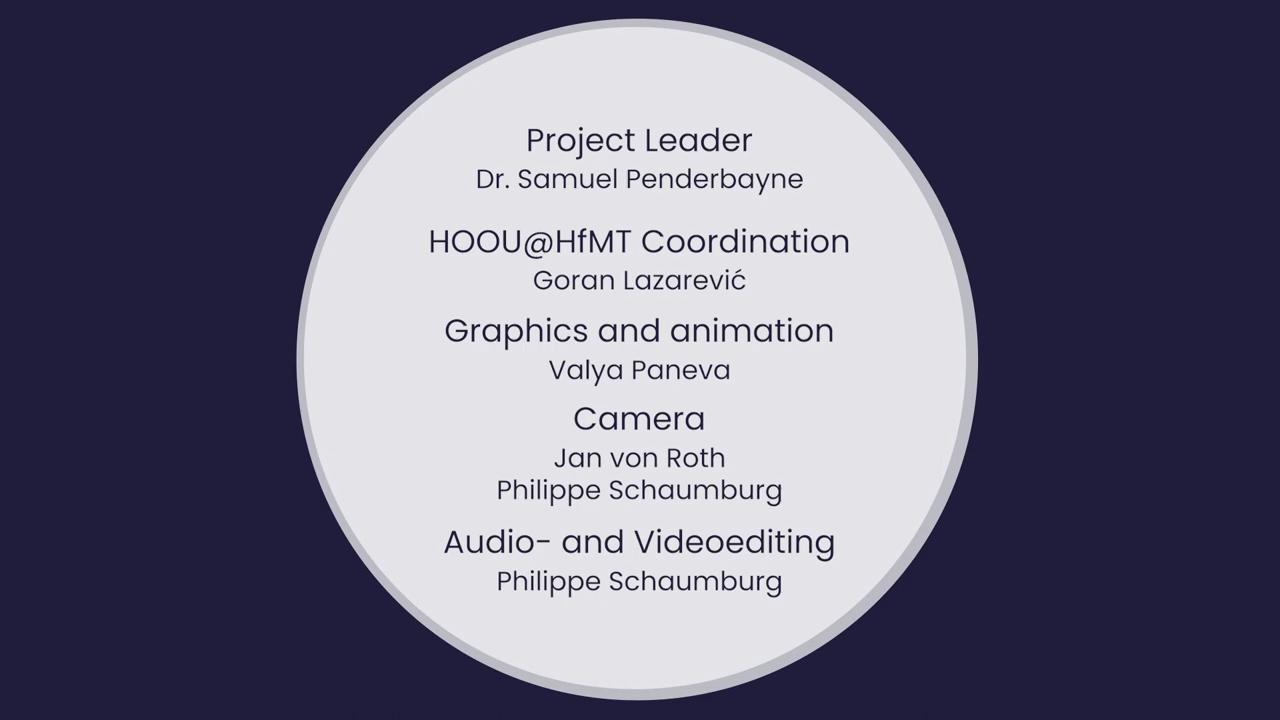 Project Leader
Dr. Samuel Penderbayne
HOOU@HfMT Coordination
Goran Lazarević
Graphics and animation
Valya Paneva
Camera
Jan von Roth
Philippe Schaumburg
Audio- and Videoediting
Philippe Schaumburg